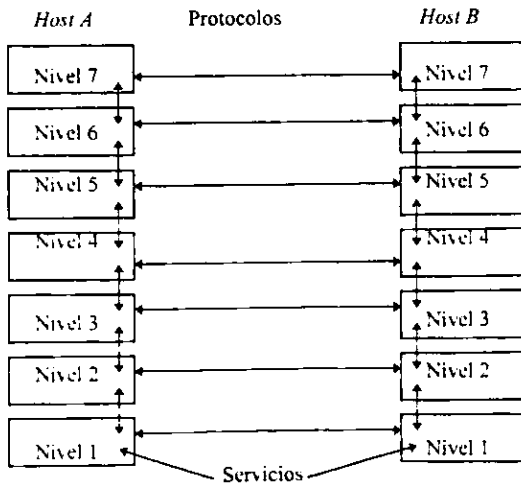 Host A Protocolos Host B
Nivel 7 Nivel 7
Nivel 6 Nivel 6
Nivel 5 Nivel 5
Nivel 4 Nivel 4
Nivel 3 Nivel 3
Nivel 2 Nivel 2
Nivel 1 Nivel 1
Servicios